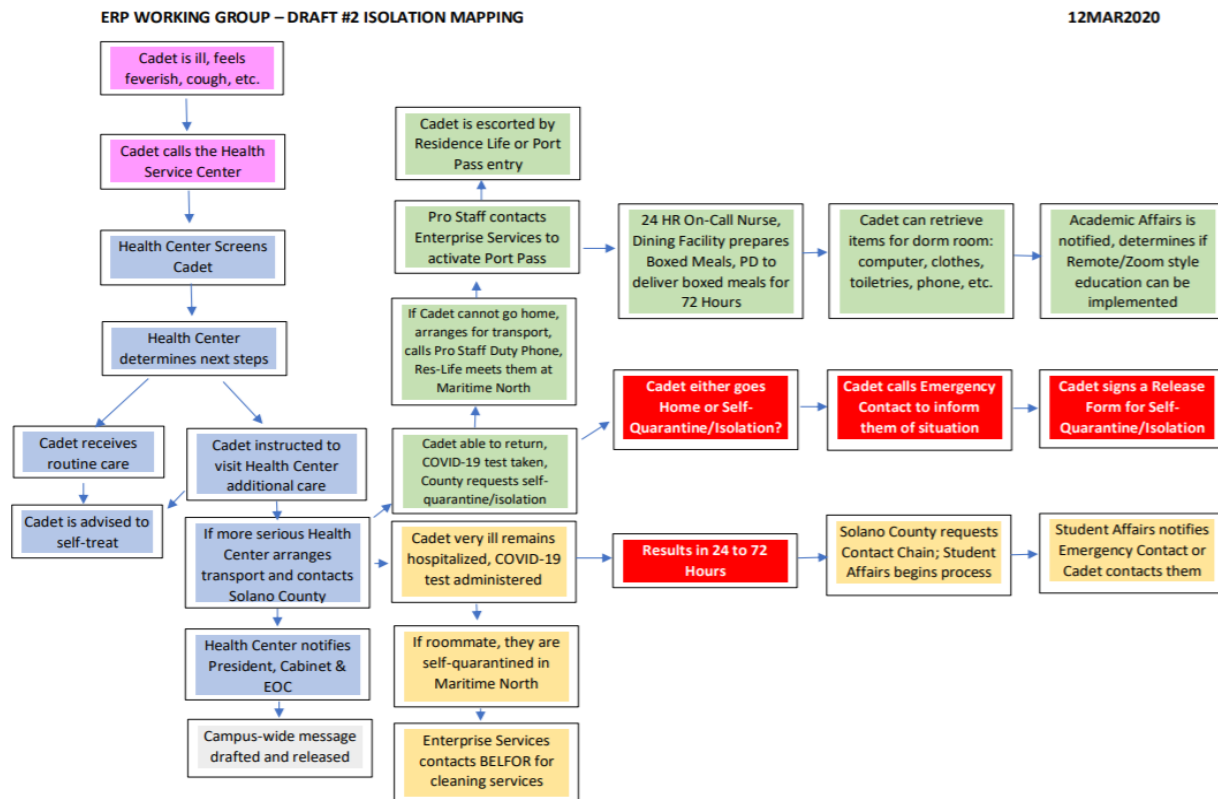 ERP WORKING GROUP – DRAFT #2 ISOLATION MAPPING
12MAR2020
Cadet is ill, feels
feverish, cough, etc.
Cadet calls the Health
Service Center
Health Center Screens
Cadet
Health Center
determines next steps
Cadet receives
routine care
Cadet is advised to
self-treat
Cadet instructed to
visit Health Center
additional care
If more serious Health
Center arranges
transport and contacts
Solano County
Health Center notifies
President, Cabinet &
EOC
Campus-wide message
drafted and released
Cadet is escorted by
Residence Life or Port
Pass entry
Pro Staff contacts
Enterprise Services to
activate Port Pass
If Cadet cannot go home,
arranges for transport,
calls Pro Staff Duty Phone,
Res-Life meets them at
Maritime North
Cadet able to return,
COVID-19 test taken,
County requests self-
quarantine/isolation
Cadet very ill remains
hospitalized, COVID-19
test administered
If roommate, they are
self-quarantined in
Maritime North
Enterprise Services
contacts BELFOR for
cleaning services
24 HR On-Call Nurse,
Dining Facility prepares
Boxed Meals, PD to
deliver boxed meals for
72 Hours
Cadet can retrieve
items for dorm room:
computer, clothes,
toiletries, phone, etc.
Academic Affairs is
notified, determines if
Remote/Zoom style
education can be
implemented
Cadet either goes
Home or Self-
Quarantine/Isolation?
Cadet calls Emergency
Contact to inform
them of situation
Cadet signs a Release
Form for Self-
Quarantine/Isolation
Results in 24 to 72
Hours
Solano County requests
Contact Chain; Student
Affairs begins process
Student Affairs notifies
Emergency Contact or
Cadet contacts them